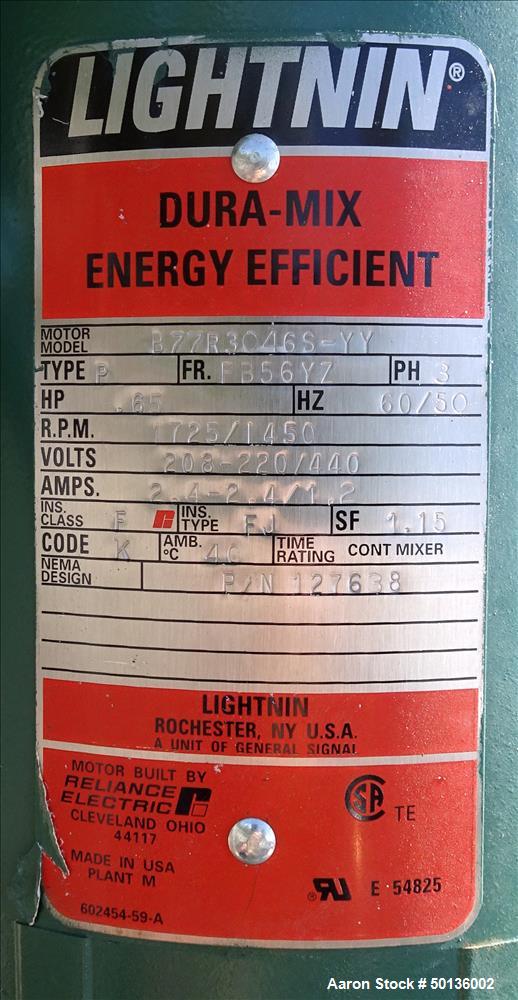 LIGHTNIN®
DURA-MIX
ENERGY EFFICIENT
MOTOR MODEL B77R3046S-YY
TYPE P FR. FB56YZ PH 3
HP .65 HZ 60/50
R.P.M. 1725/1450
VOLTS 208-220/440
AMPS. 2.4-2.4/1.2
INS. CLASS F INS. TYPE FJ SF 1.15
CODE K AMB. °C 40 TIME RATING CONT MIXER
NEMA DESIGN P/N 127638
LIGHTNIN
ROCHESTER, NY U.S.A.
A UNIT OF GENERAL SIGNAL
MOTOR BUILT BY
RELIANCE
ELECTRIC
CLEVELAND OHIO
44117
MADE IN USA
PLANT M
602454-59-A
SA TE
® RU E-54825
Aaron Stock # 50136002